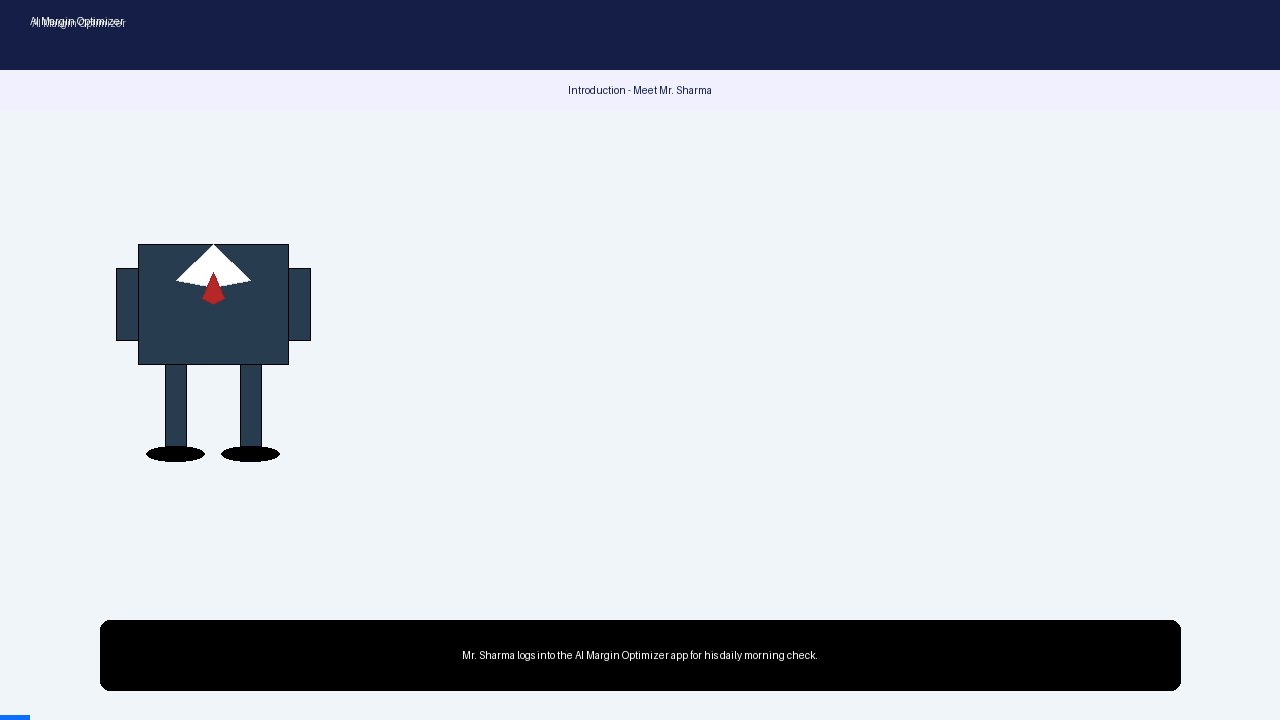 AI Margin Optimizer
Introduction - Meet Mr. Sharma
Mr. Sharma logs into the AI Margin Optimizer app for his daily morning check.